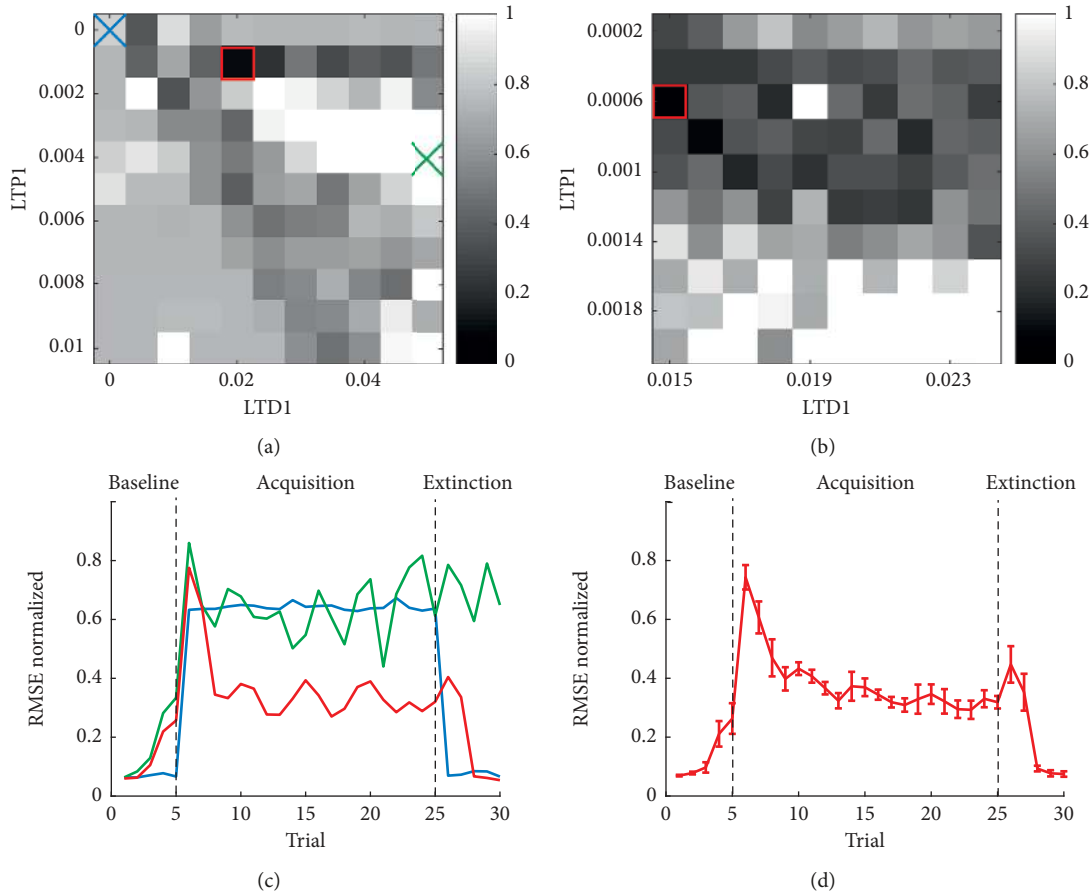 0
0.002
0.004
0.006
0.008
0.01
LTP1
0 0.02 0.04
LTD1
1
0.8
0.6
0.4
0.2
0
(a)
0.0002
0.0006
0.001
0.0014
0.0018
LTP1
0.015 0.019 0.023
LTD1
1
0.8
0.6
0.4
0.2
0
(b)
Baseline Acquisition Extinction
0.8
0.6
0.4
0.2
0
RMSE normalized
0 5 10 15 20 25 30
Trial
(c)
Baseline Acquisition Extinction
0.8
0.6
0.4
0.2
0
RMSE normalized
0 5 10 15 20 25 30
Trial
(d)